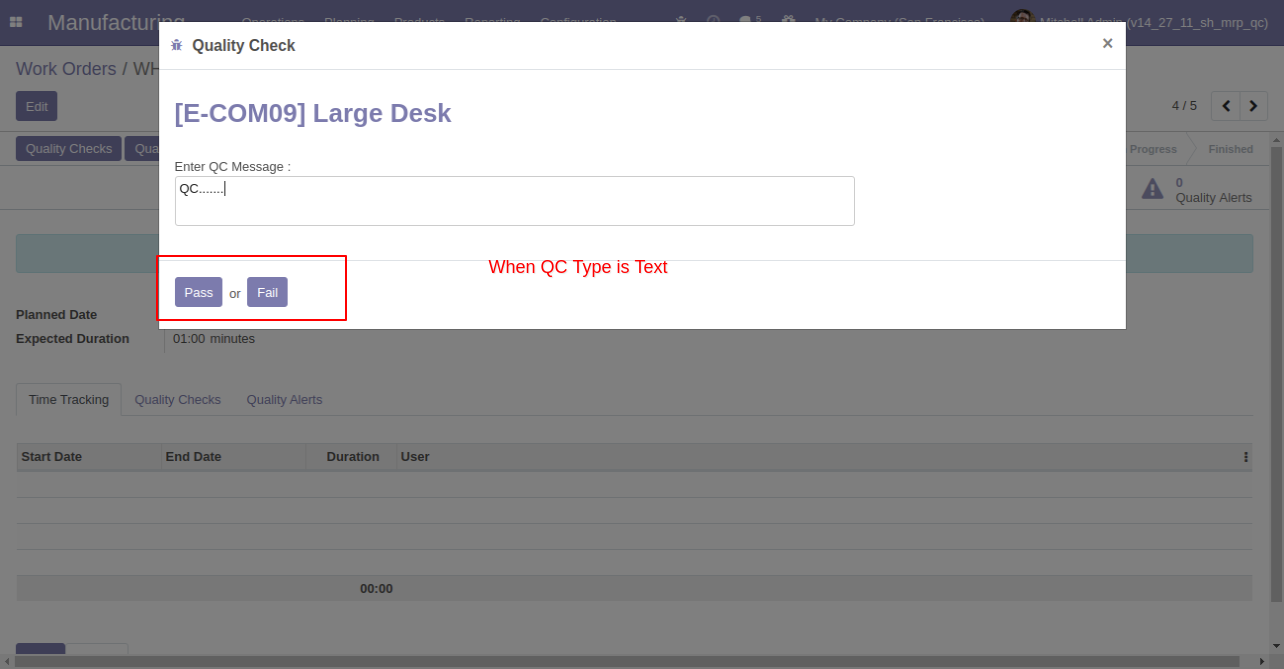 Manufacturing Operations Planning Products Reporting Configuration 5 My Company (San Francisco) Mitchell Admin (v14_27_11_sh_mrp_qc)
Quality Check ×
Work Orders / WH
[E-COM09] Large Desk
Edit 4 / 5
Quality Checks Qua Progress Finished
Enter QC Message :
QC.......
0
Quality Alerts
When QC Type is Text
Pass or Fail
Planned Date
Expected Duration 01:00 minutes
Time Tracking Quality Checks Quality Alerts
Start Date End Date Duration User
00:00